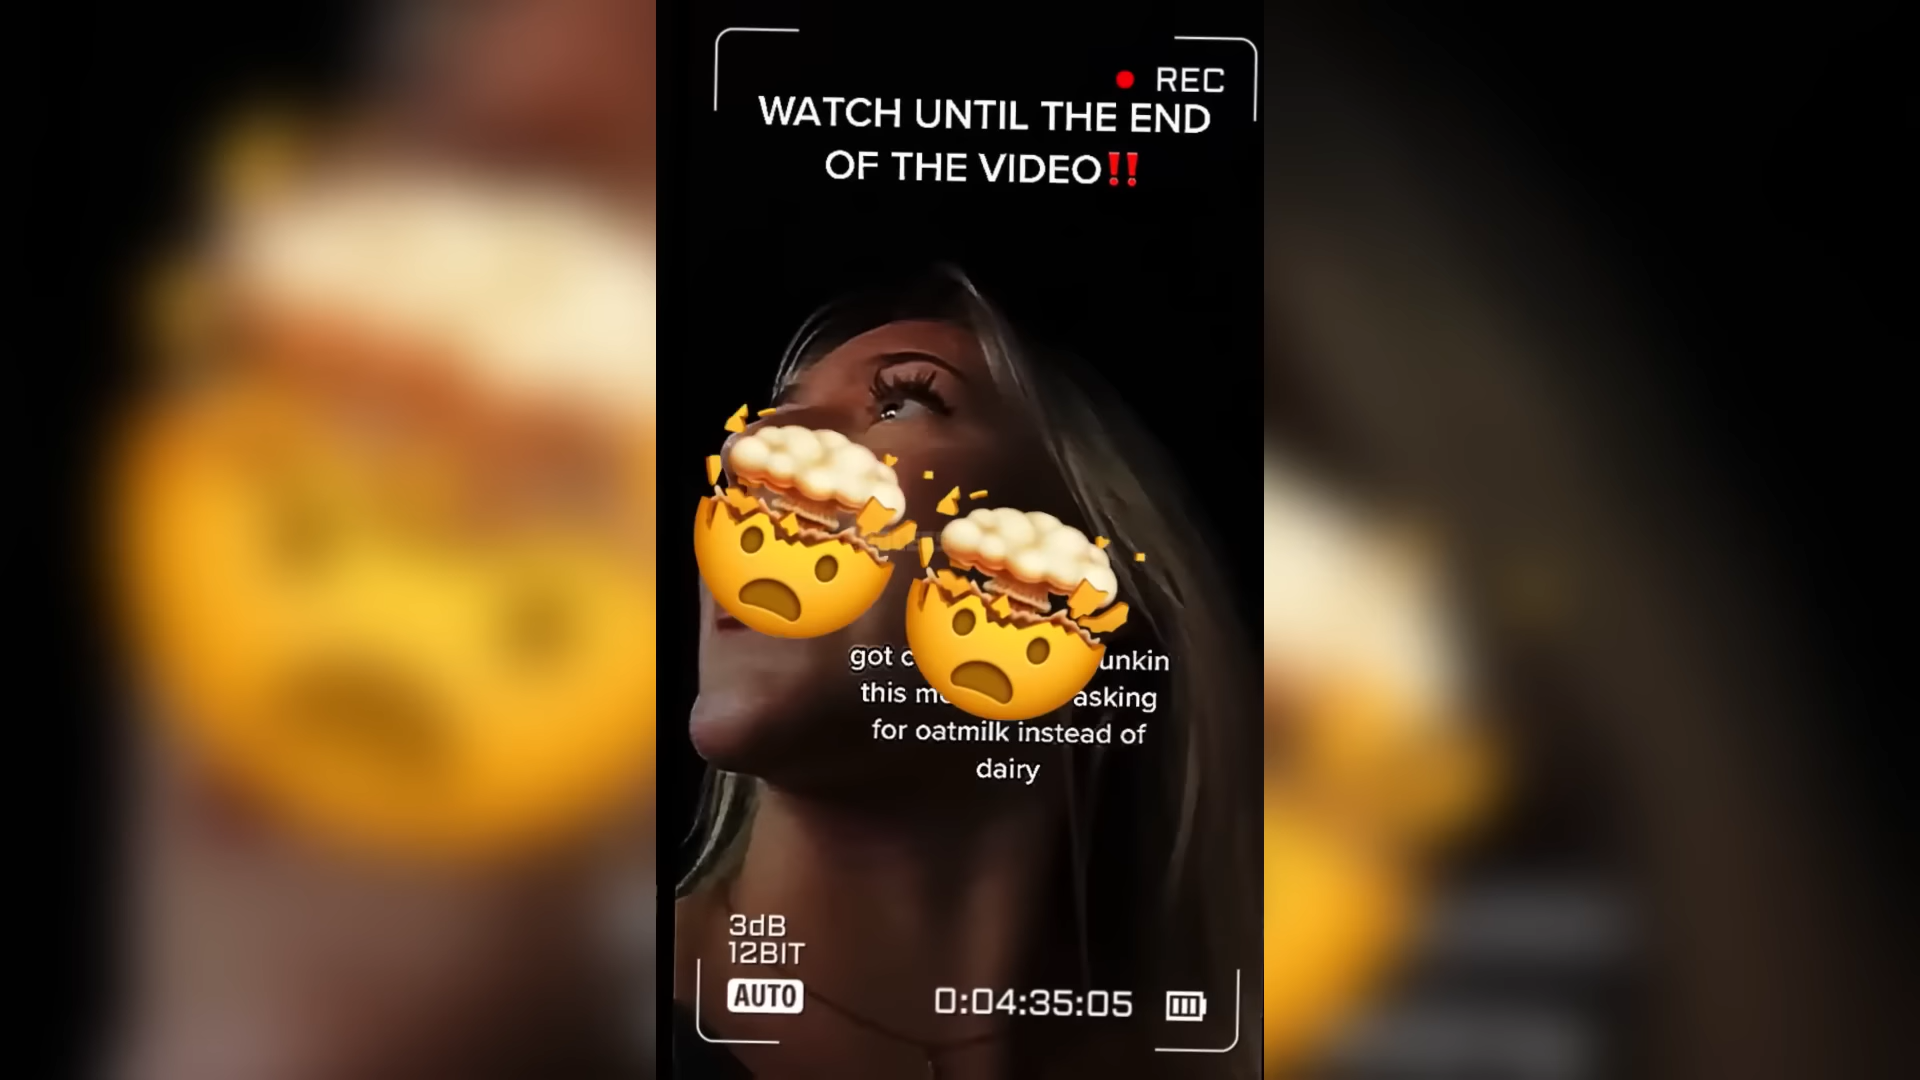 REC
WATCH UNTIL THE END
OF THE VIDEO‼
got unkin
this asking
for oatmilk instead of
dairy
3dB
12BIT
AUTO
0:04:35:05